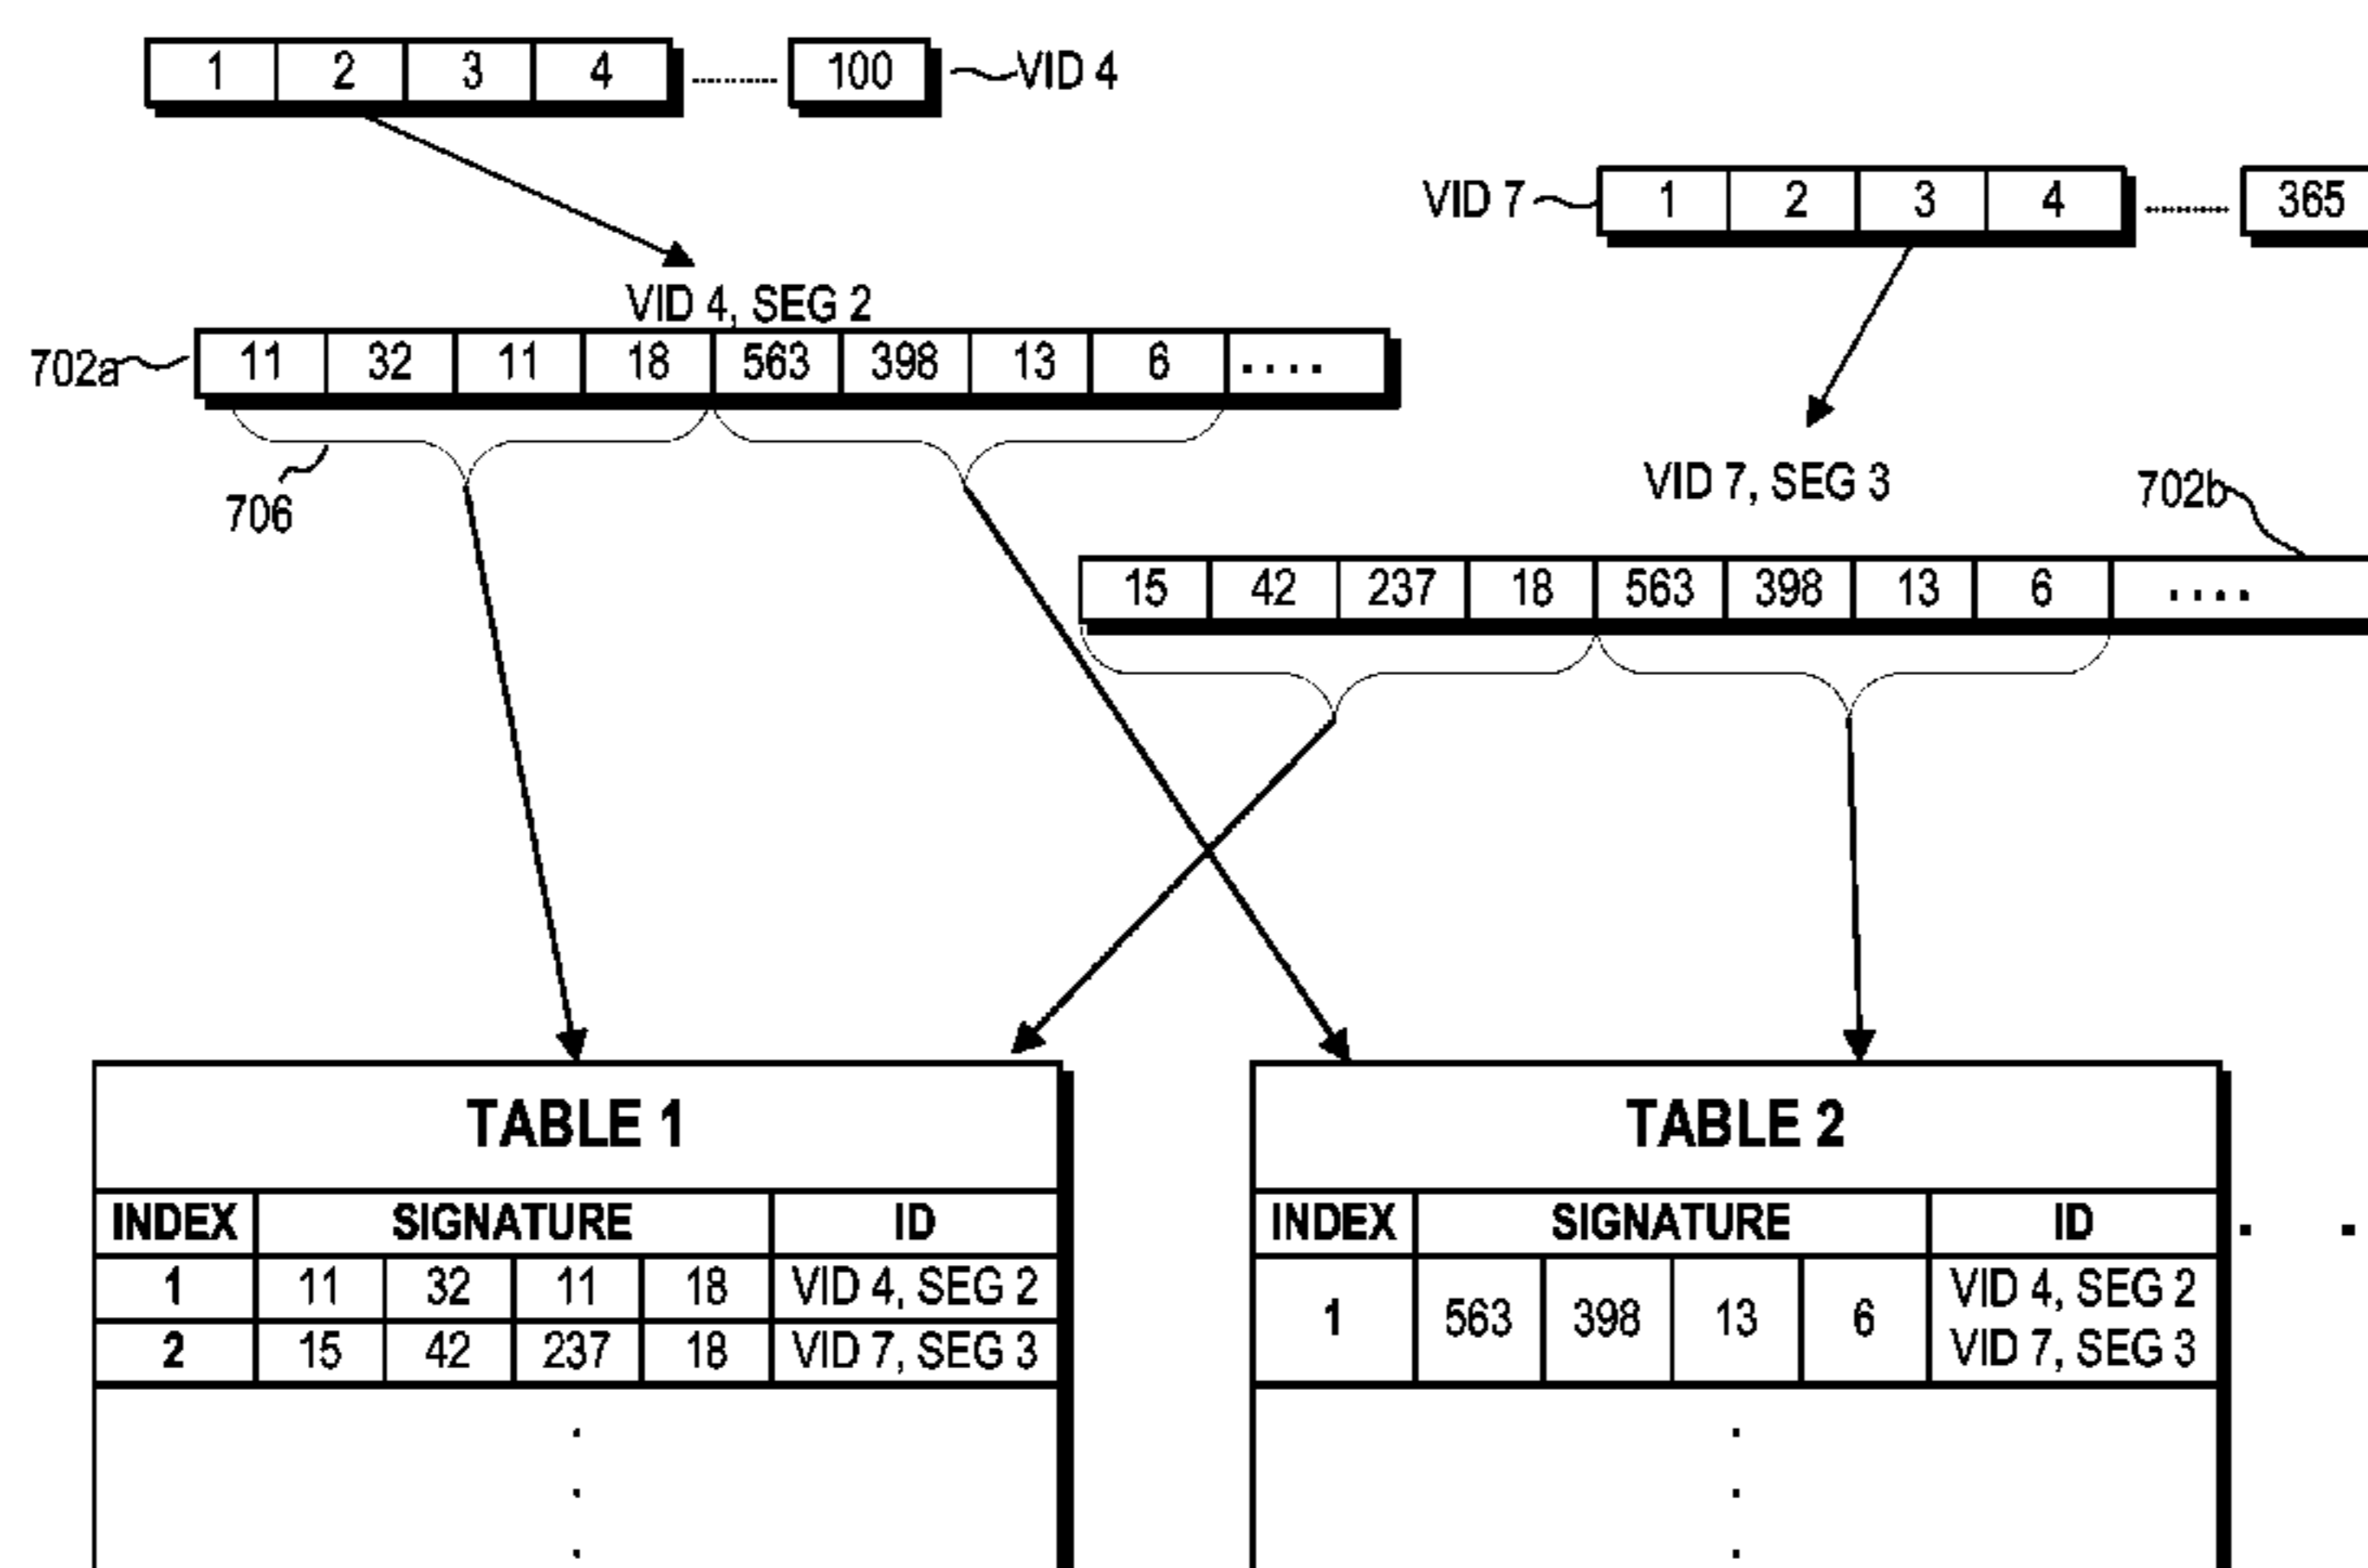 1 2 3 4 ........... 100 VID 4
VID 7 1 2 3 4 ........... 365
VID 4, SEG 2
702a 11 32 11 18 563 398 13 6 ....
706
VID 7, SEG 3 702b
15 42 237 18 563 398 13 6 ....
TABLE 1
INDEX SIGNATURE ID
1 11 32 11 18 VID 4, SEG 2
2 15 42 237 18 VID 7, SEG 3
TABLE 2
INDEX SIGNATURE ID
1 563 398 13 6 VID 4, SEG 2
VID 7, SEG 3